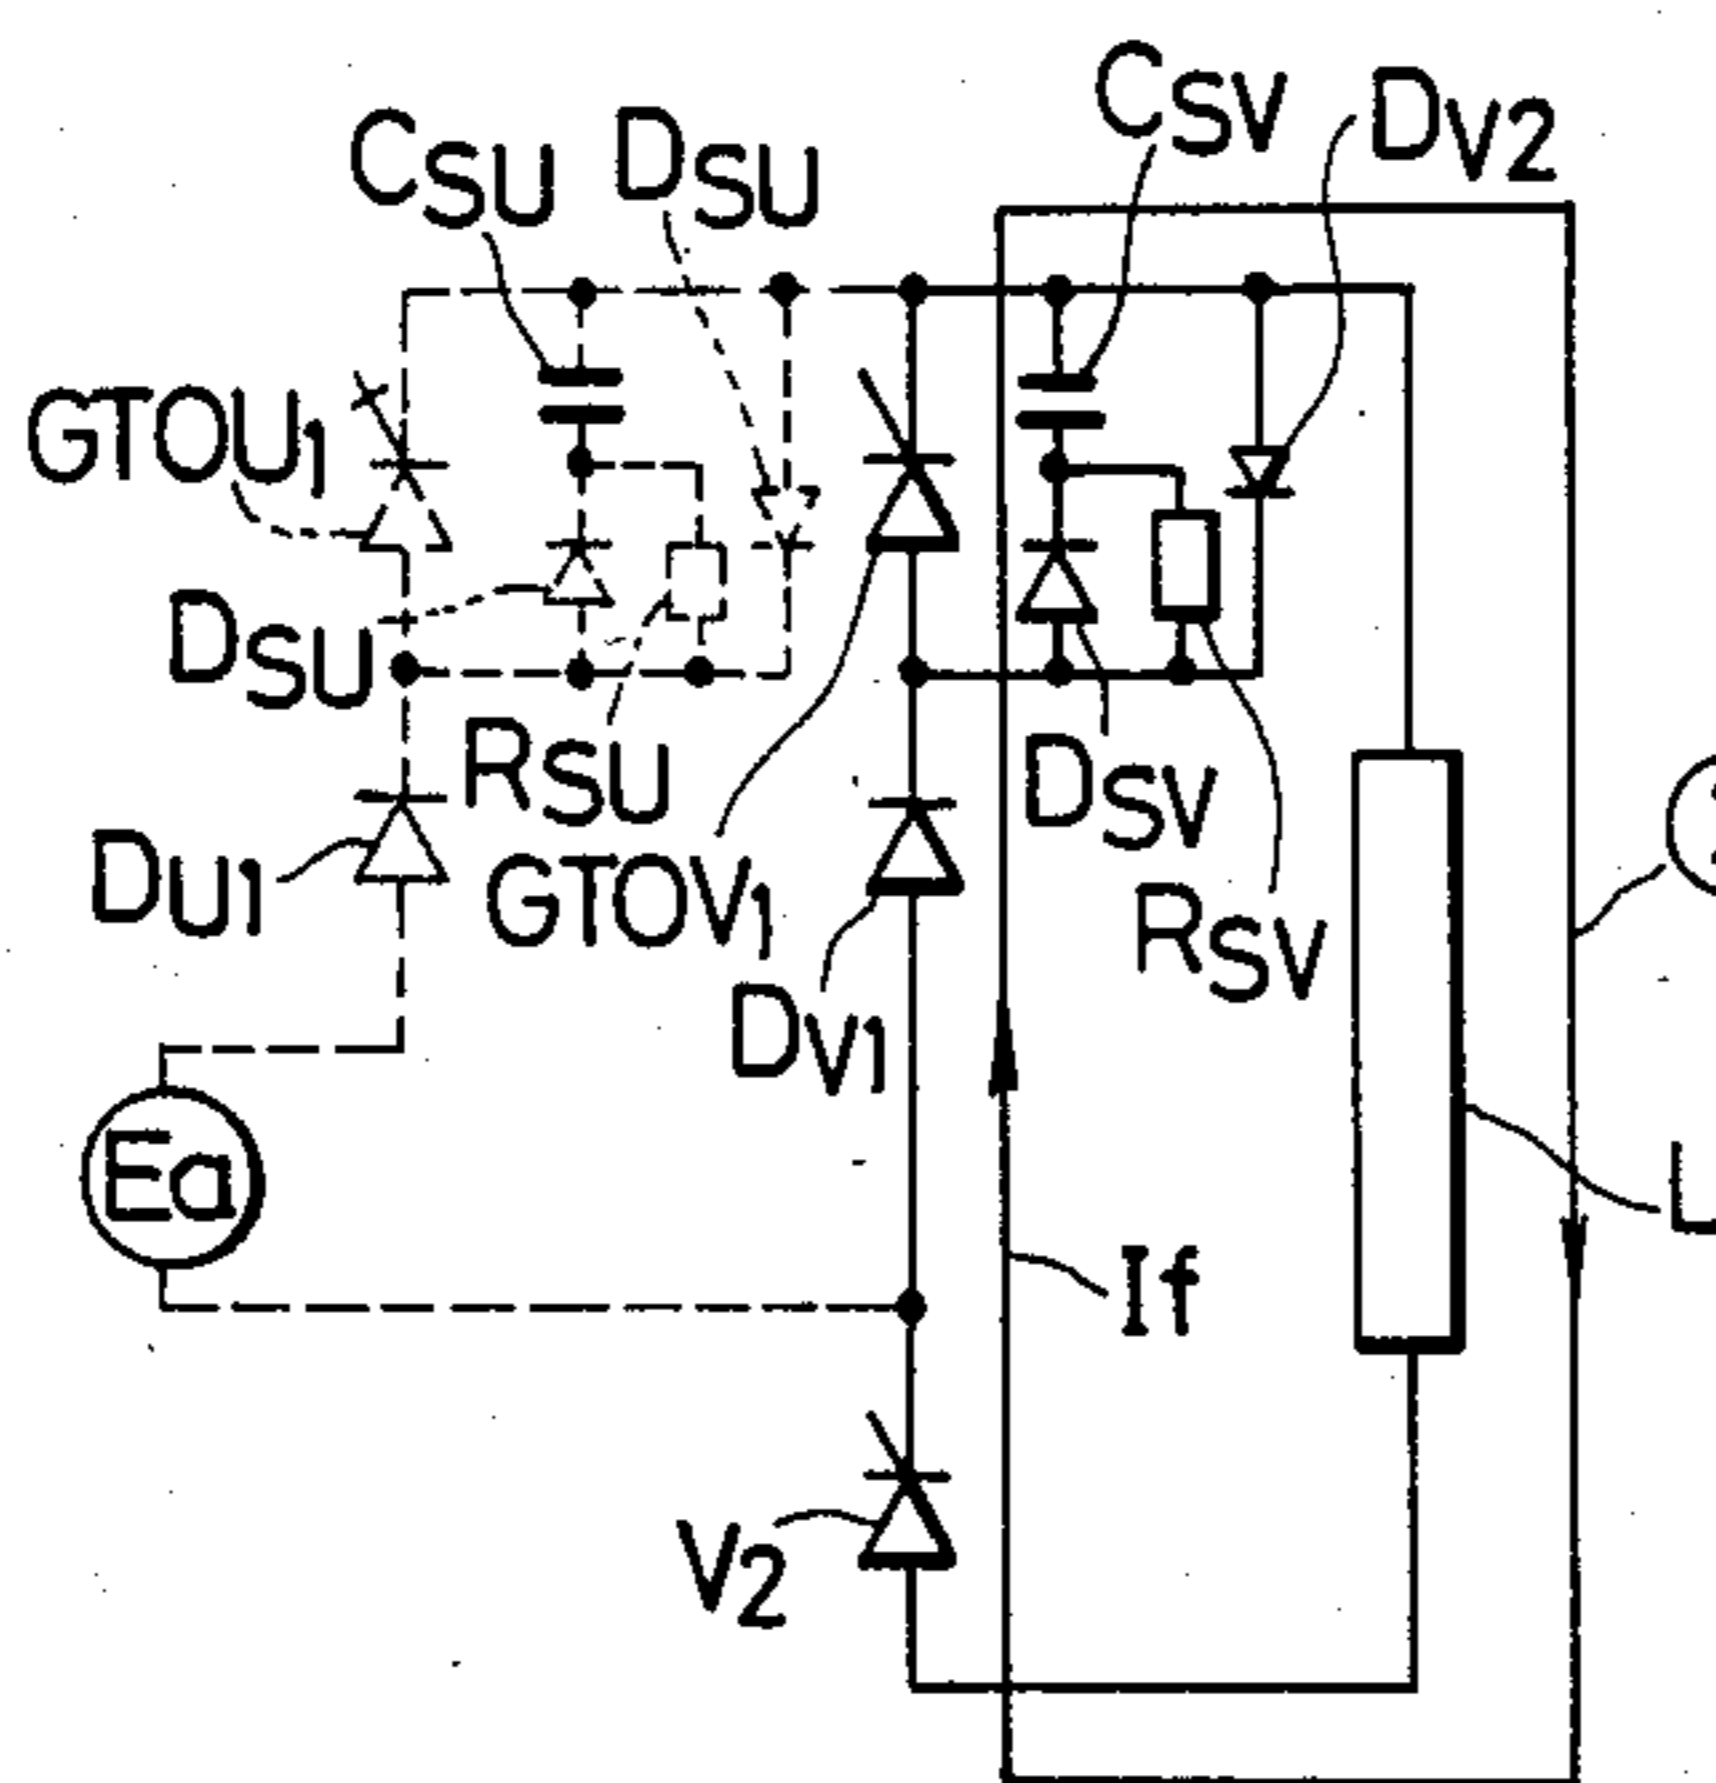 CSV DV2
CSU DSU
GTOU1
DSU
RSU
DSV
DU1
GTOV1
RSV
DV1
Ea
L
If
V2